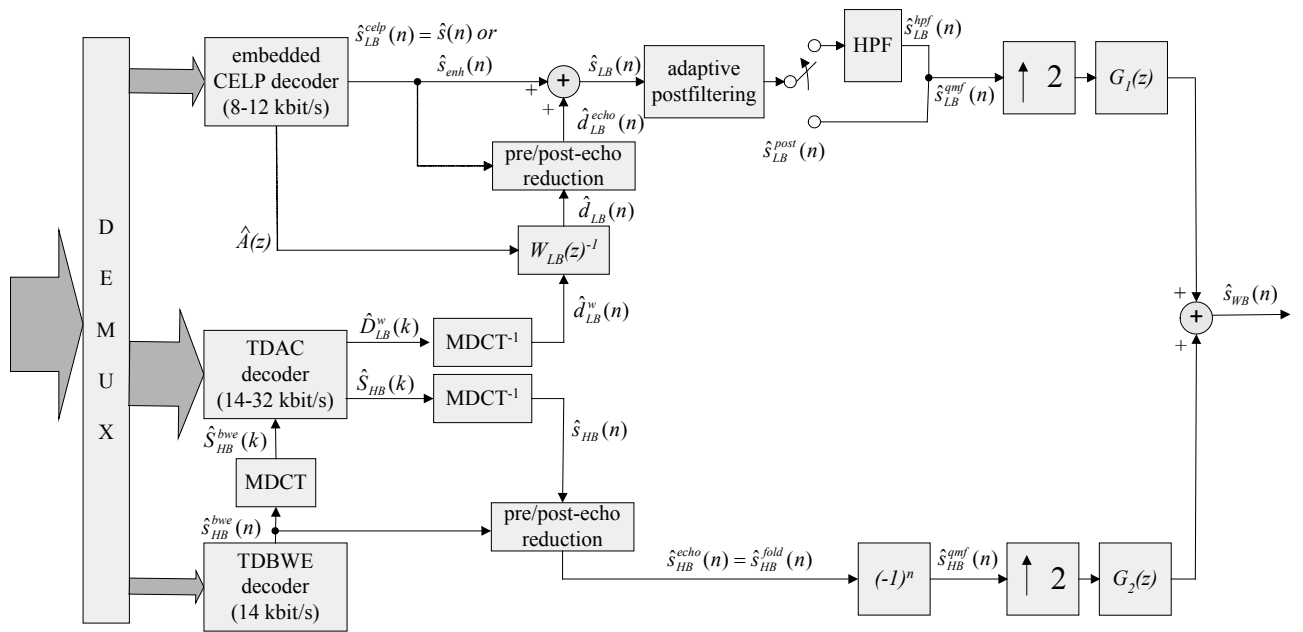 D
E
M
U
X
embedded
CELP decoder
(8-12 kbit/s)
ŝ_LB^celp(n) = ŝ(n) or
ŝ_enh(n)
+
+
+
ŝ_LB(n)
adaptive
postfiltering
HPF
ŝ_LB^hpf(n)
ŝ_LB^post(n)
ŝ_LB^qmf(n)
↑ 2
G_1(z)
d̂_LB^echo(n)
pre/post-echo
reduction
d̂_LB(n)
Â(z)
W_LB(z)^-1
d̂_LB^w(n)
TDAC
decoder
(14-32 kbit/s)
D̂_LB^w(k)
MDCT^-1
Ŝ_HB(k)
MDCT^-1
ŝ_HB(n)
+
+
+
ŝ_WB(n)
Ŝ_HB^bwe(k)
MDCT
ŝ_HB^bwe(n)
pre/post-echo
reduction
TDBWE
decoder
(14 kbit/s)
ŝ_HB^echo(n) = ŝ_HB^fold(n)
(-1)^n
ŝ_HB^qmf(n)
↑ 2
G_2(z)